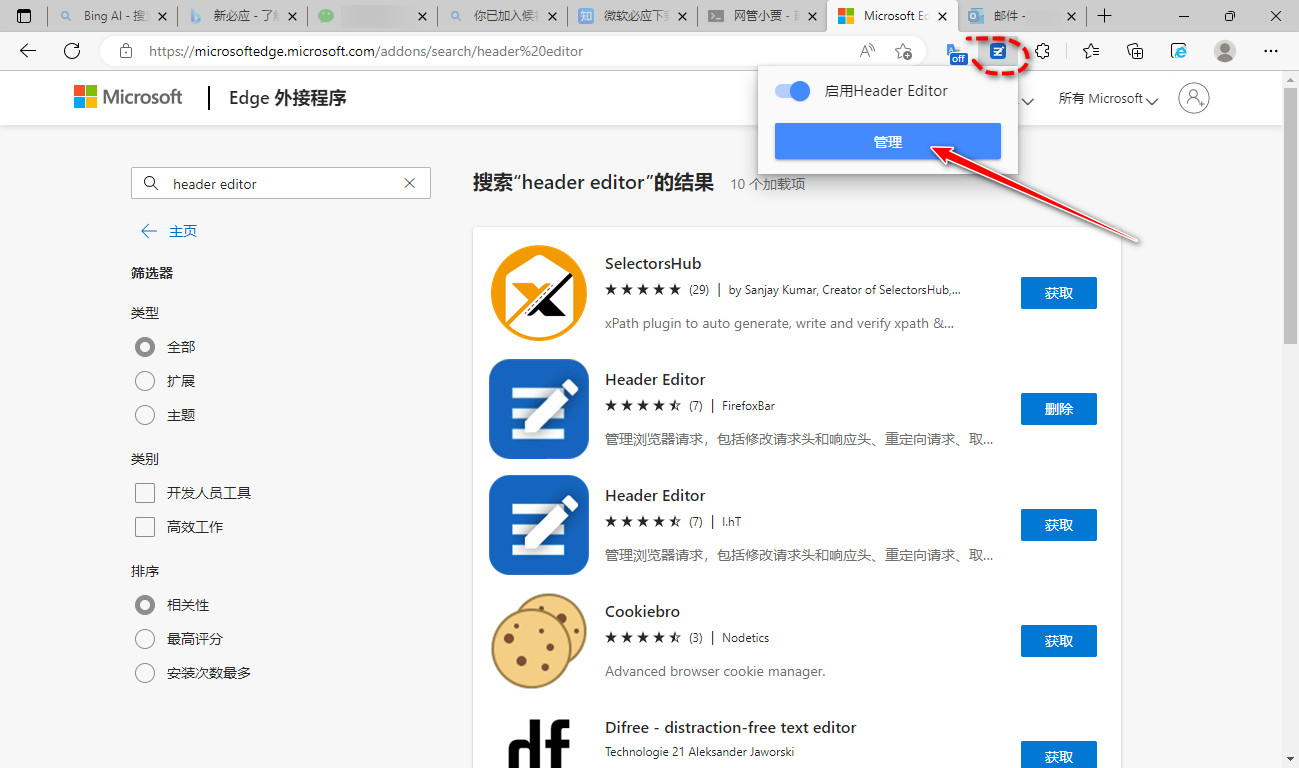 Bing AI - 搜
新必应 - 了
你已加入候
微软必应下
网管小贾 -
Microsoft E
邮件 -
https://microsoftedge.microsoft.com/addons/search/header%20editor
off
启用Header Editor
管理
Microsoft
Edge 外接程序
所有 Microsoft
header editor
搜索“header editor”的结果
10 个加载项
主页
筛选器
类型
全部
扩展
主题
类别
开发人员工具
高效工作
排序
相关性
最高评分
安装次数最多
SelectorsHub
★★★★★ (29) | by Sanjay Kumar, Creator of SelectorsHub,...
xPath plugin to auto generate, write and verify xpath &...
获取
Header Editor
(7) | FirefoxBar
管理浏览器请求，包括修改请求头和响应头、重定向请求、取...
删除
Header Editor
(7) | I.hT
管理浏览器请求，包括修改请求头和响应头、重定向请求、取...
获取
Cookiebro
(3) | Nodetics
Advanced browser cookie manager.
获取
df
Difree - distraction-free text editor
Technologie 21 Aleksander Jaworski
获取